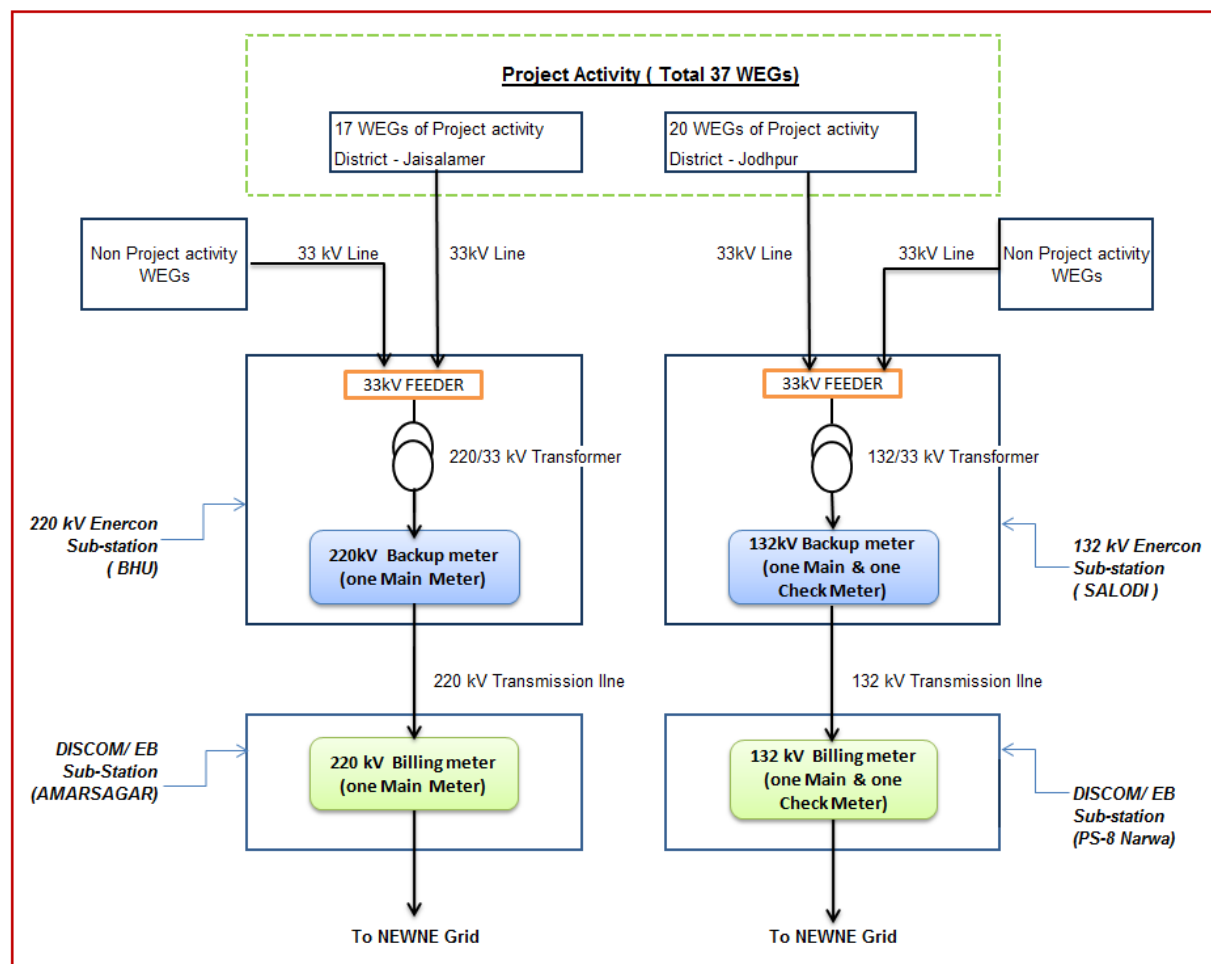 Project Activity ( Total 37 WEGs)
17 WEGs of Project activity
District - Jaisalamer
20 WEGs of Project activity
District - Jodhpur
Non Project activity
WEGs
33 kV Line
33kV Line
33kV Line
33kV Line
Non Project activity
WEGs
33kV FEEDER
33kV FEEDER
220/33 kV Transformer
132/33 kV Transformer
220 kV Enercon
Sub-station
( BHU)
220kV Backup meter
(one Main Meter)
132kV Backup meter
(one Main & one
Check Meter)
132 kV Enercon
Sub-station
( SALODI )
220 kV Transmission lIne
132 kV Transmission lIne
DISCOM/ EB
Sub-Station
(AMARSAGAR)
220 kV Billing meter
(one Main Meter)
132 kV Billing meter
(one Main & one
Check Meter)
DISCOM/ EB
Sub-station
(PS-8 Narwa)
To NEWNE Grid
To NEWNE Grid